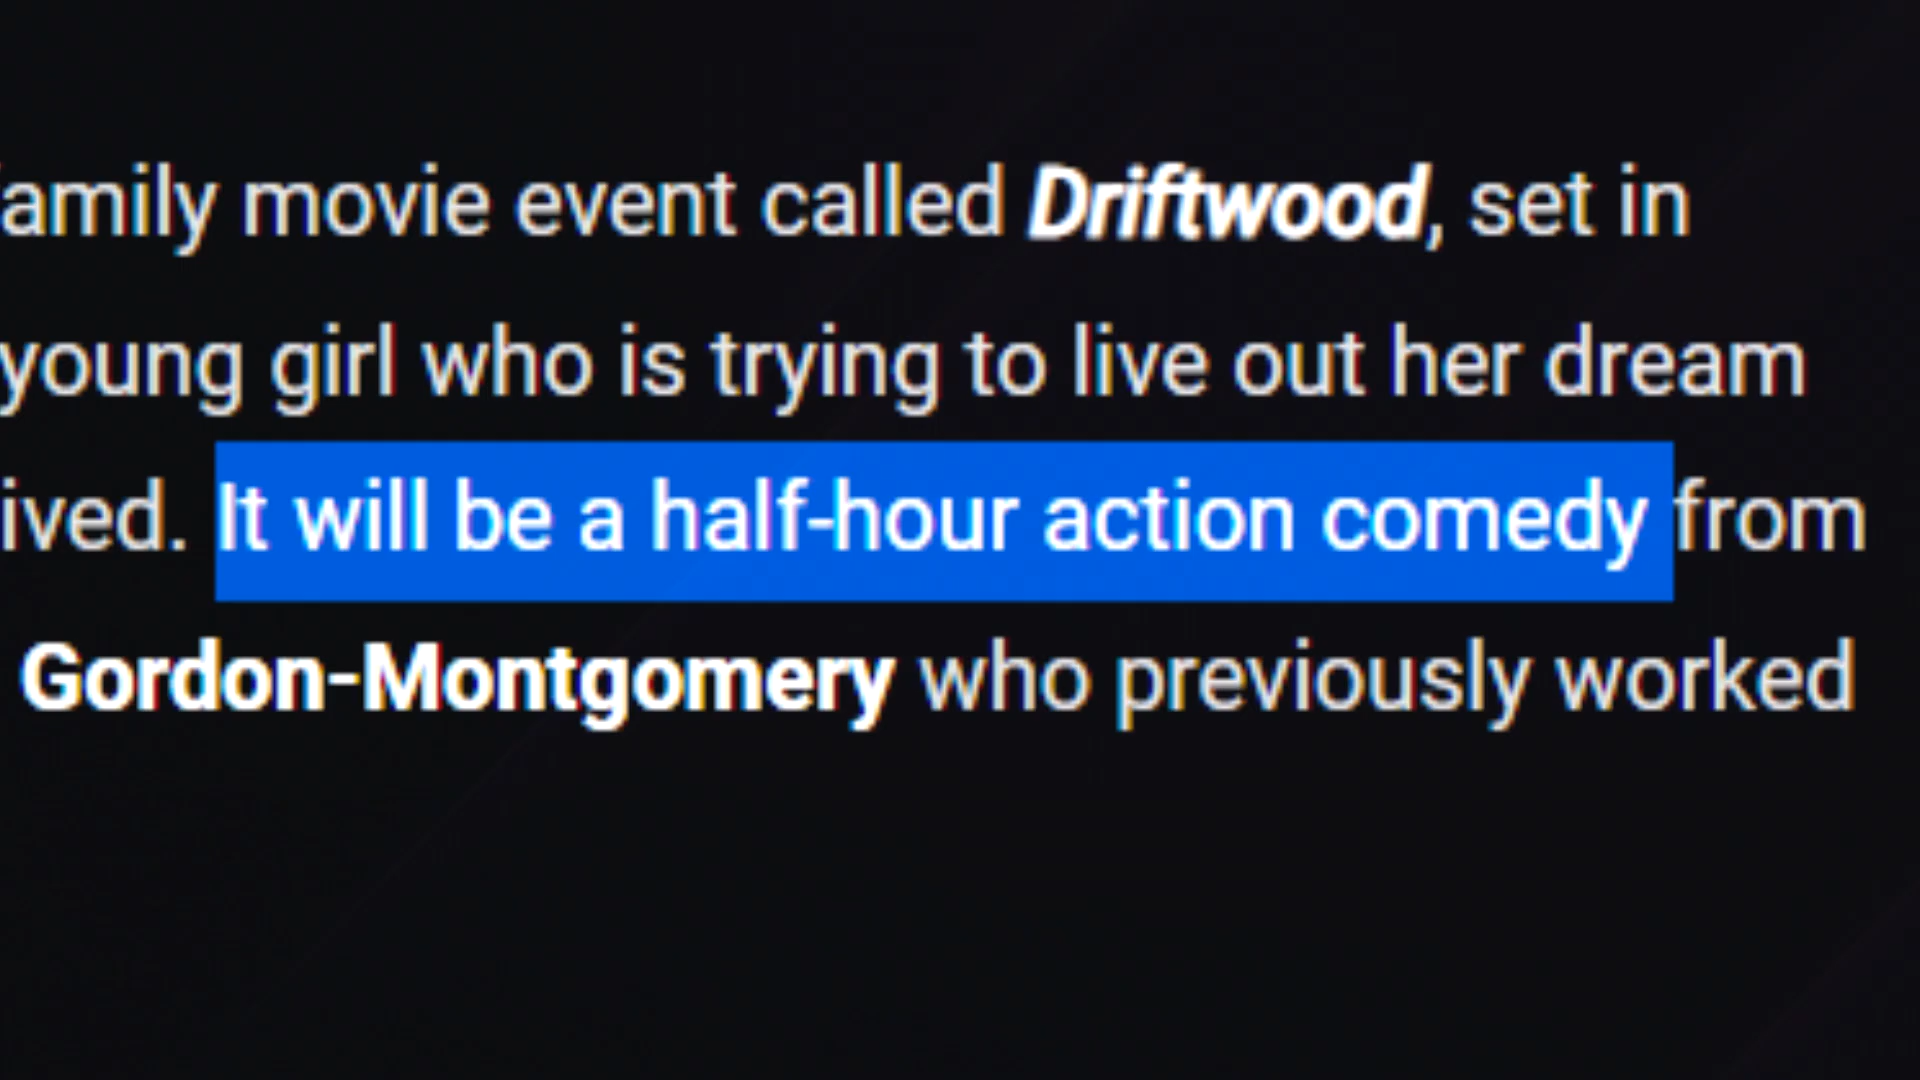 family movie event called Driftwood, set in
young girl who is trying to live out her dream
ived. It will be a half-hour action comedy from
Gordon-Montgomery who previously worked